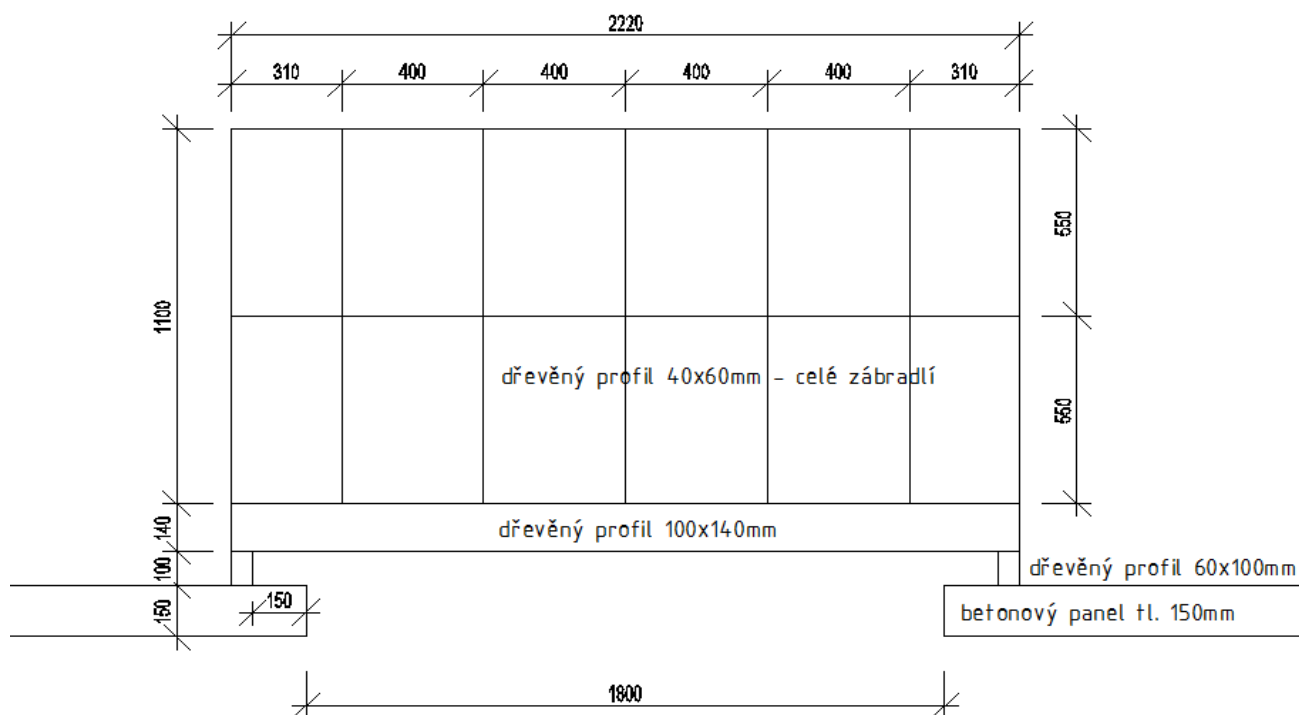 2220
310 400 400 400 400 310
550
1100
dřevěný profil 40x60mm – celé zábradlí
550
dřevěný profil 100x140mm
140
100
dřevěný profil 60x100mm
150
150
betonový panel tl. 150mm
1800